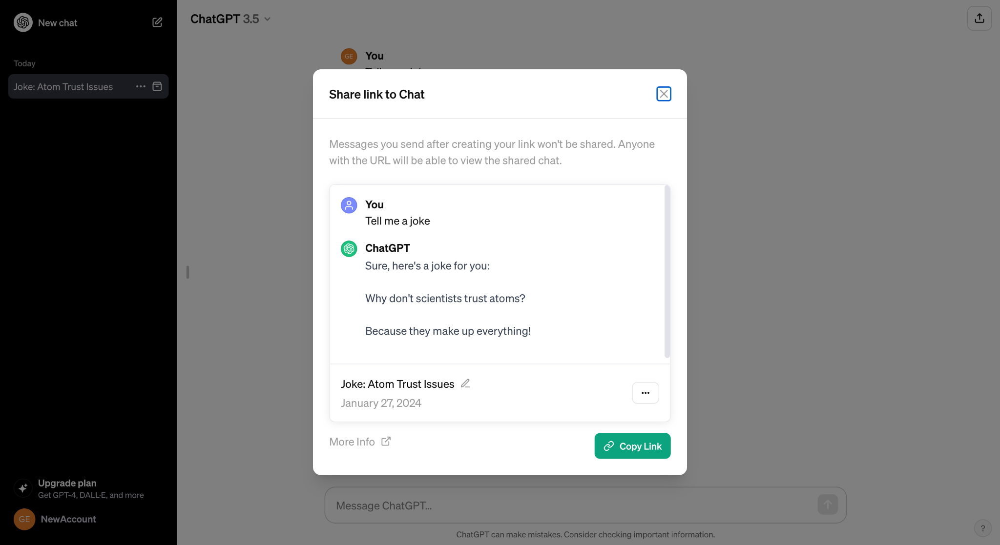 New chat
Today
Joke: Atom Trust Issues
Upgrade plan
Get GPT-4, DALL·E, and more
GE
NewAccount
ChatGPT 3.5
GE
You
Share link to Chat
Messages you send after creating your link won't be shared. Anyone
with the URL will be able to view the shared chat.
You
Tell me a joke
ChatGPT
Sure, here's a joke for you:
Why don't scientists trust atoms?
Because they make up everything!
Joke: Atom Trust Issues
January 27, 2024
More Info
Copy Link
Message ChatGPT...
ChatGPT can make mistakes. Consider checking important information.
?